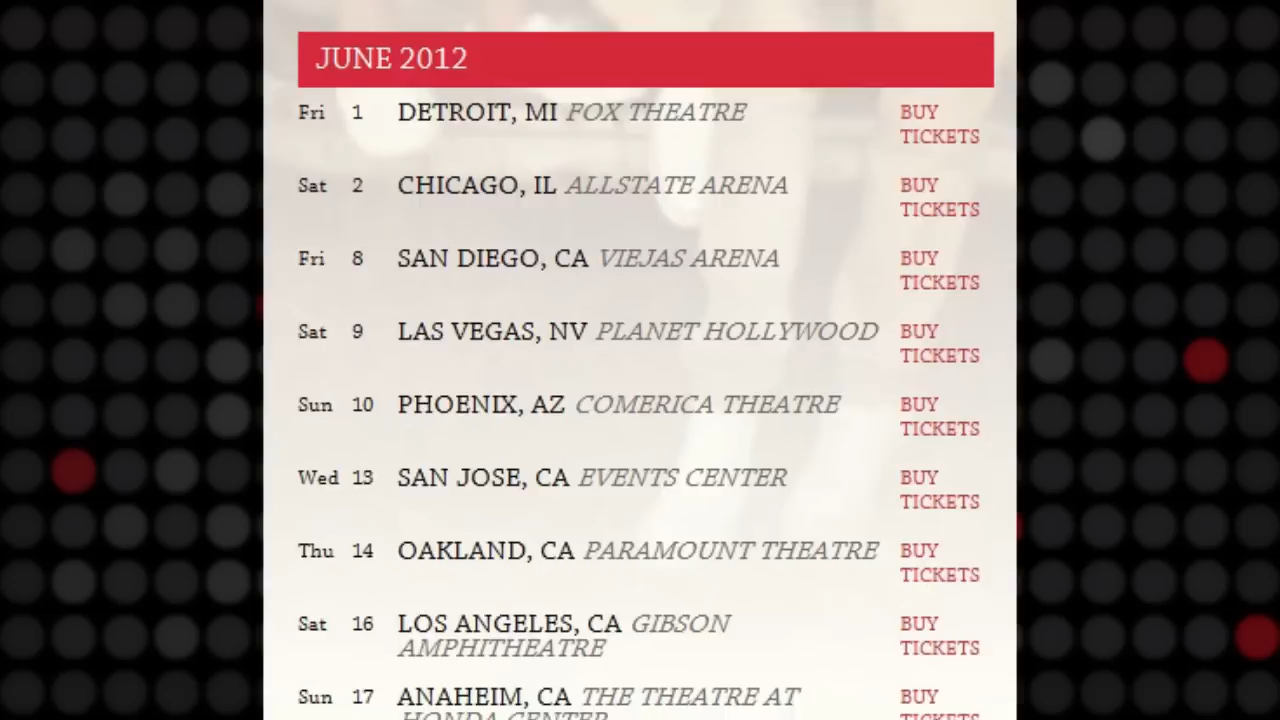 JUNE 2012
Fri 1 DETROIT, MI FOX THEATRE BUY
TICKETS
Sat 2 CHICAGO, IL ALLSTATE ARENA BUY
TICKETS
Fri 8 SAN DIEGO, CA VIEJAS ARENA BUY
TICKETS
Sat 9 LAS VEGAS, NV PLANET HOLLYWOOD BUY
TICKETS
Sun 10 PHOENIX, AZ COMERICA THEATRE BUY
TICKETS
Wed 13 SAN JOSE, CA EVENTS CENTER BUY
TICKETS
Thu 14 OAKLAND, CA PARAMOUNT THEATRE BUY
TICKETS
Sat 16 LOS ANGELES, CA GIBSON BUY
AMPHITHEATRE TICKETS
Sun 17 ANAHEIM, CA THE THEATRE AT BUY
HONDA CENTER TICKETS